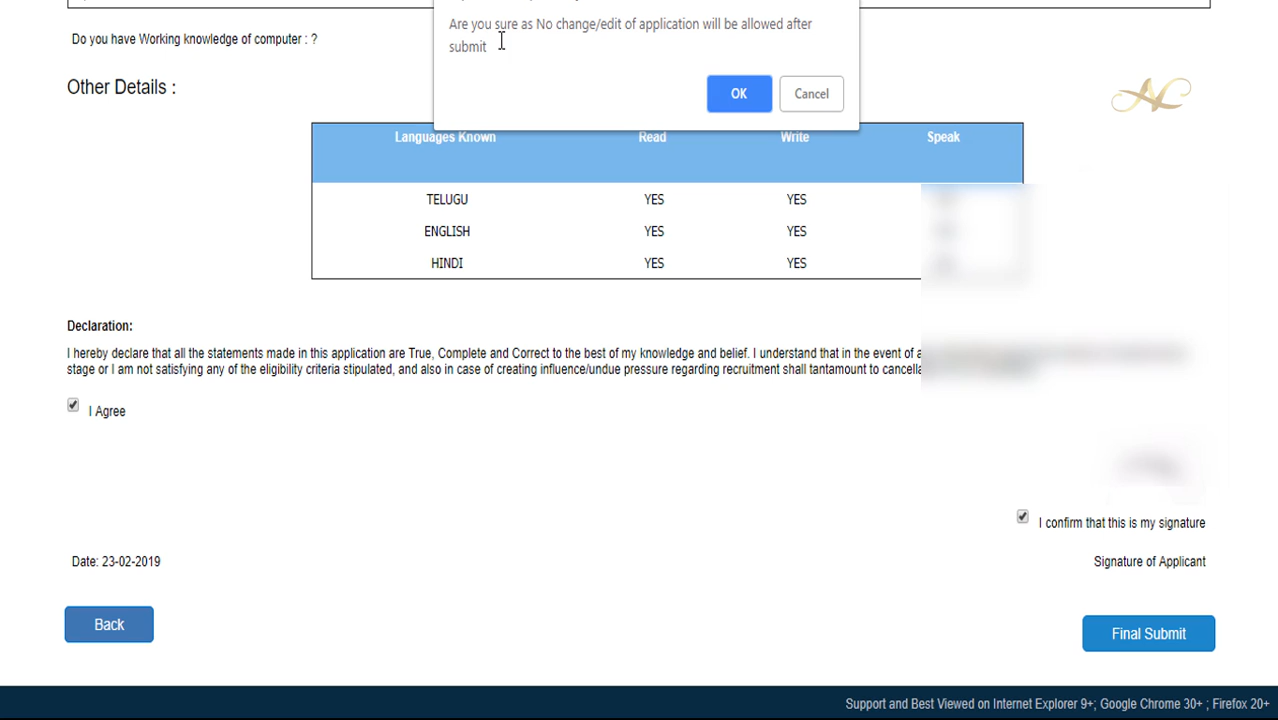 Are you sure as No change/edit of application will be allowed after
submit
OK Cancel
Do you have Working knowledge of computer : ?
Other Details :
Languages Known Read Write Speak
TELUGU YES YES
ENGLISH YES YES
HINDI YES YES
Declaration:
I hereby declare that all the statements made in this application are True, Complete and Correct to the best of my knowledge and belief. I understand that in the event of
stage or I am not satisfying any of the eligibility criteria stipulated, and also in case of creating influence/undue pressure regarding recruitment shall tantamount to
I Agree
I confirm that this is my signature
Date: 23-02-2019 Signature of Applicant
Back Final Submit
Support and Best Viewed on Internet Explorer 9+; Google Chrome 30+ ; Firefox 20+